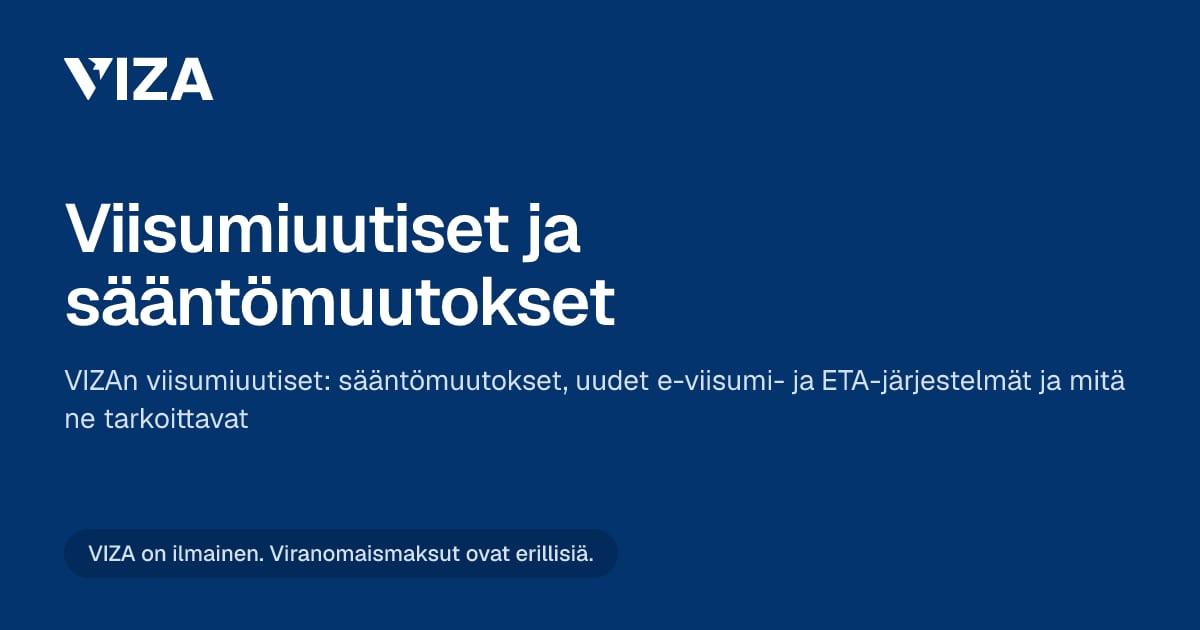 VIZA
Viisumiuutiset ja
sääntömuutokset
VIZAn viisumiuutiset: sääntömuutokset, uudet e-viisumi- ja ETA-järjestelmät ja mitä
ne tarkoittavat
VIZA on ilmainen. Viranomaismaksut ovat erillisiä.